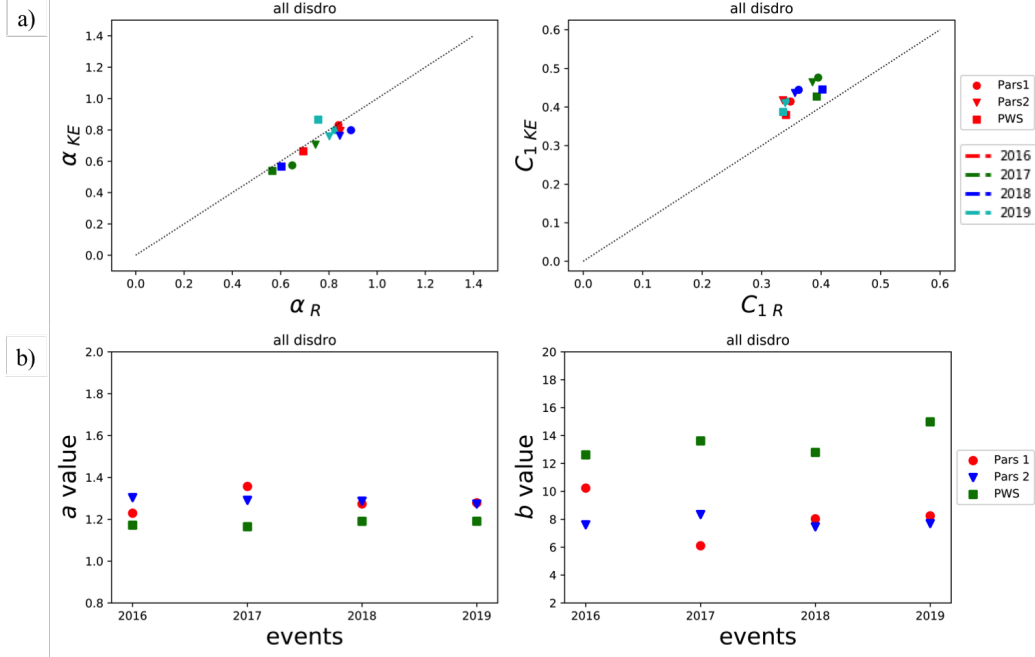 a)
all disdro
all disdro
α KE
1.4
1.2
1.0
0.8
0.6
0.4
0.2
0.0
0.0 0.2 0.4 0.6 0.8 1.0 1.2 1.4
α R
C1 KE
0.6
0.5
0.4
0.3
0.2
0.1
0.0
0.0 0.1 0.2 0.3 0.4 0.5 0.6
C1 R
Pars1
Pars2
PWS
2016
2017
2018
2019
b)
all disdro
all disdro
a value
2.0
1.8
1.6
1.4
1.2
1.0
0.8
2016 2017 2018 2019
events
b value
20
18
16
14
12
10
8
6
4
2
2016 2017 2018 2019
events
Pars 1
Pars 2
PWS